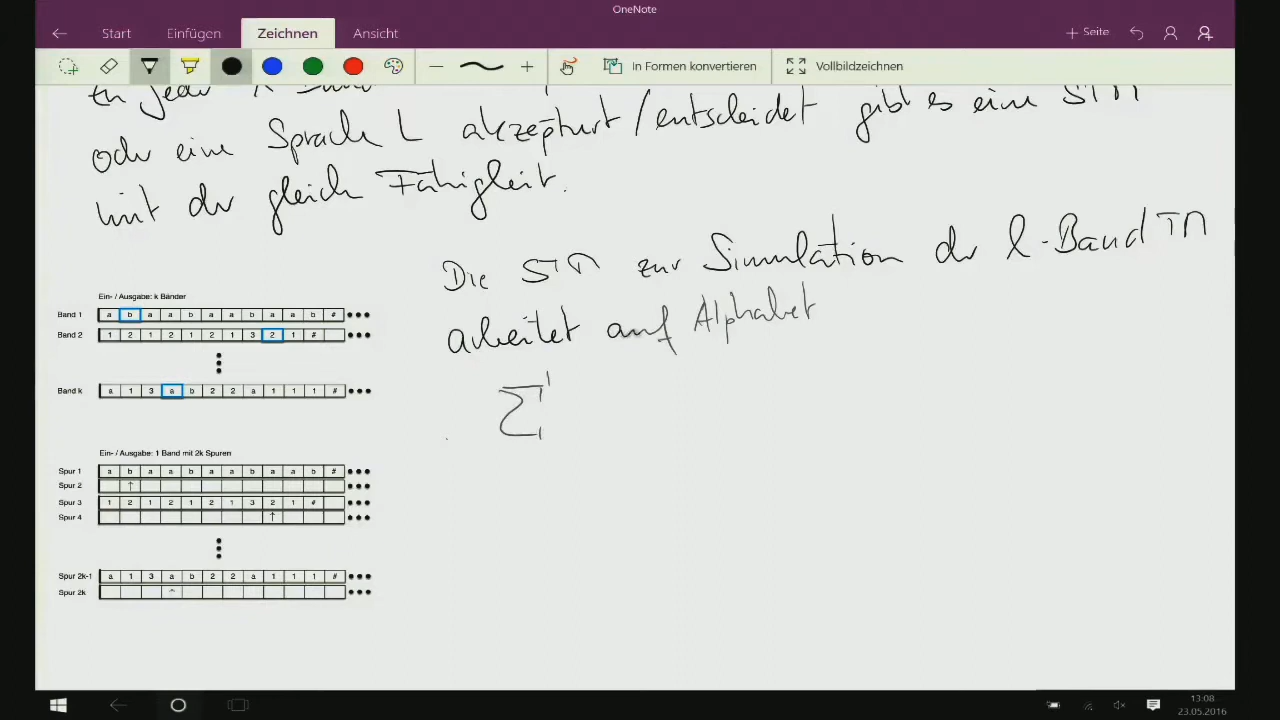 OneNote
Start Einfügen Zeichnen Ansicht + Seite
In Formen konvertieren Vollbildzeichnen
zu jeder k Band
oder eine Sprache L akzeptiert/entscheidet gibt es eine STM
mit der gleich Fähigkeit.
Die STM zur Simulation der k-Band TM
arbeitet auf Alphabet
Σ'
Ein- / Ausgabe: k Bänder
Band 1 a b a a b a a b a a b #
Band 2 1 2 1 2 1 2 1 3 2 1 #
Band k a 1 3 a b 2 2 a 1 1 1 #
Ein- / Ausgabe: 1 Band mit 2k Spuren
Spur 1 a b a a b a a b a a b #
Spur 2 ↑
Spur 3 1 2 1 2 1 2 1 3 2 1 #
Spur 4 ↑
Spur 2k-1 a 1 3 a b 2 2 a 1 1 1 #
Spur 2k ^
13:08
23.05.2016